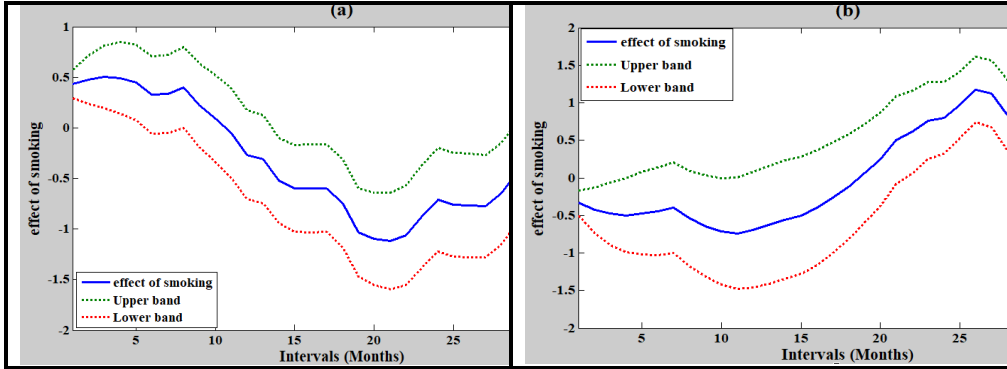 (a)
effect of smoking
1
0.5
0
-0.5
-1
-1.5
-2
effect of smoking
Upper band
Lower band
5
10
15
20
25
Intervals (Months)
(b)
effect of smoking
2
1.5
1
0.5
0
-0.5
-1
-1.5
-2
effect of smoking
Upper band
Lower band
5
10
15
20
25
Intervals (Months)